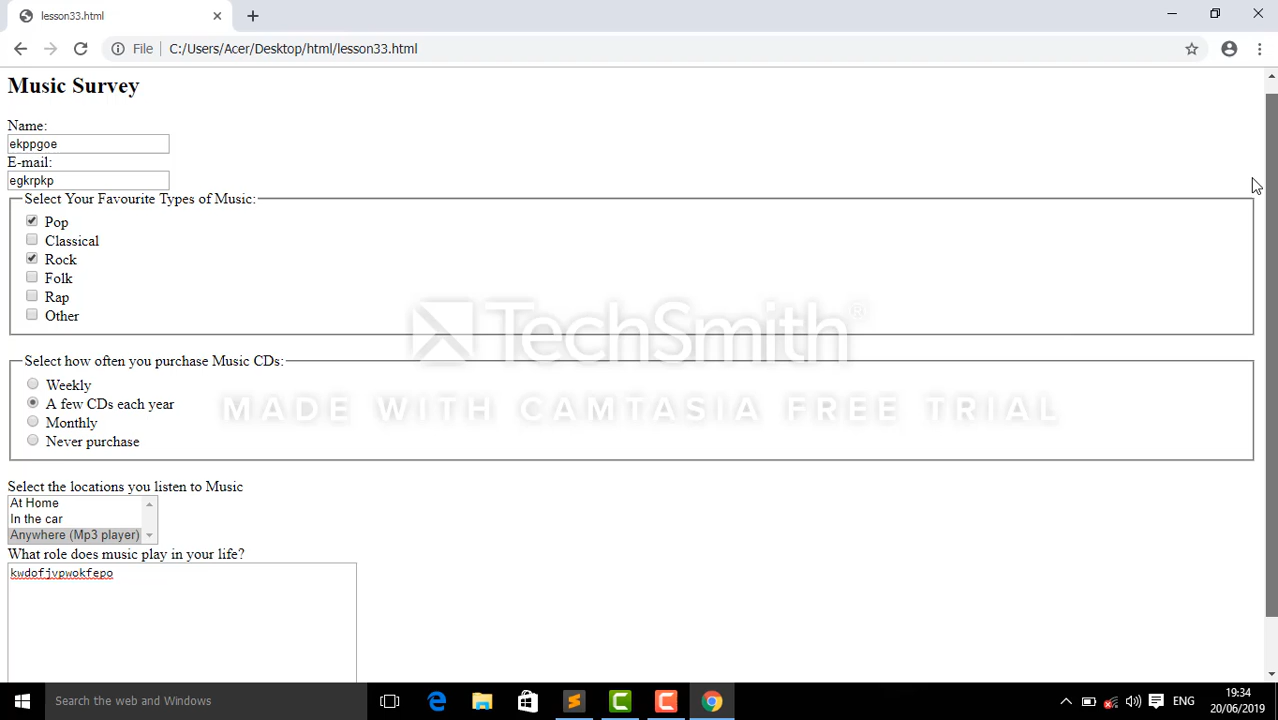 lesson33.html
File
C:/Users/Acer/Desktop/html/lesson33.html
Music Survey
Name:
ekppgoe
E-mail:
egkrpkp
Select Your Favourite Types of Music:
Pop
Classical
Rock
Folk
Rap
Other
TechSmith®
MADE WITH CAMTASIA FREE TRIAL
Select how often you purchase Music CDs:
Weekly
A few CDs each year
Monthly
Never purchase
Select the locations you listen to Music
At Home
In the car
Anywhere (Mp3 player)
What role does music play in your life?
kwdofjvpwokfepo
Search the web and Windows
ENG
19:34
20/06/2019